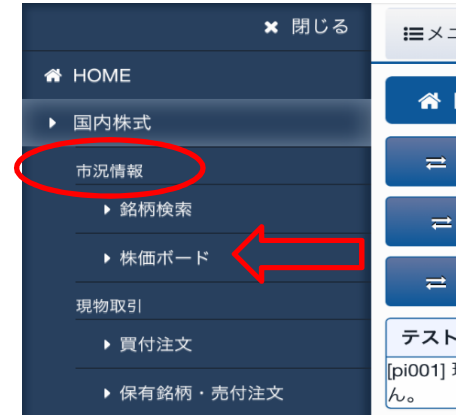 ✖ 閉じる
HOME
国内株式
市況情報
銘柄検索
株価ボード
現物取引
買付注文
保有銘柄・売付注文
メニ
テスト
[pi001]
ん。